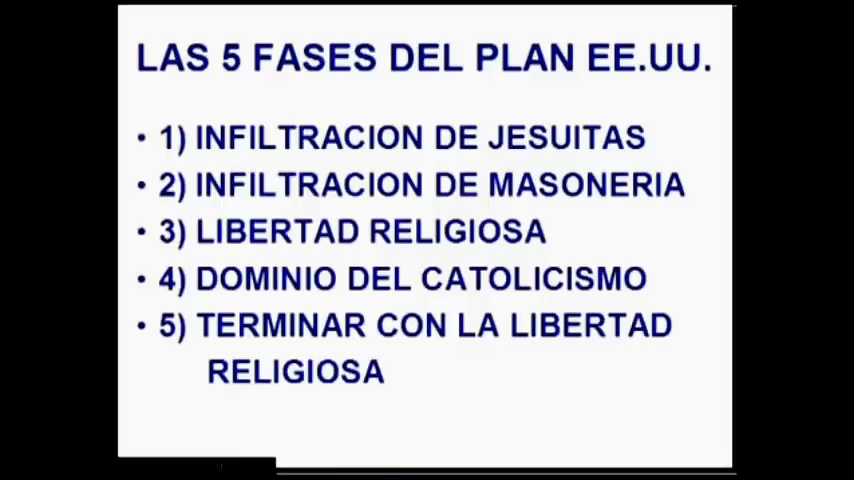 LAS 5 FASES DEL PLAN EE.UU.
• 1) INFILTRACION DE JESUITAS
• 2) INFILTRACION DE MASONERIA
• 3) LIBERTAD RELIGIOSA
• 4) DOMINIO DEL CATOLICISMO
• 5) TERMINAR CON LA LIBERTAD
RELIGIOSA